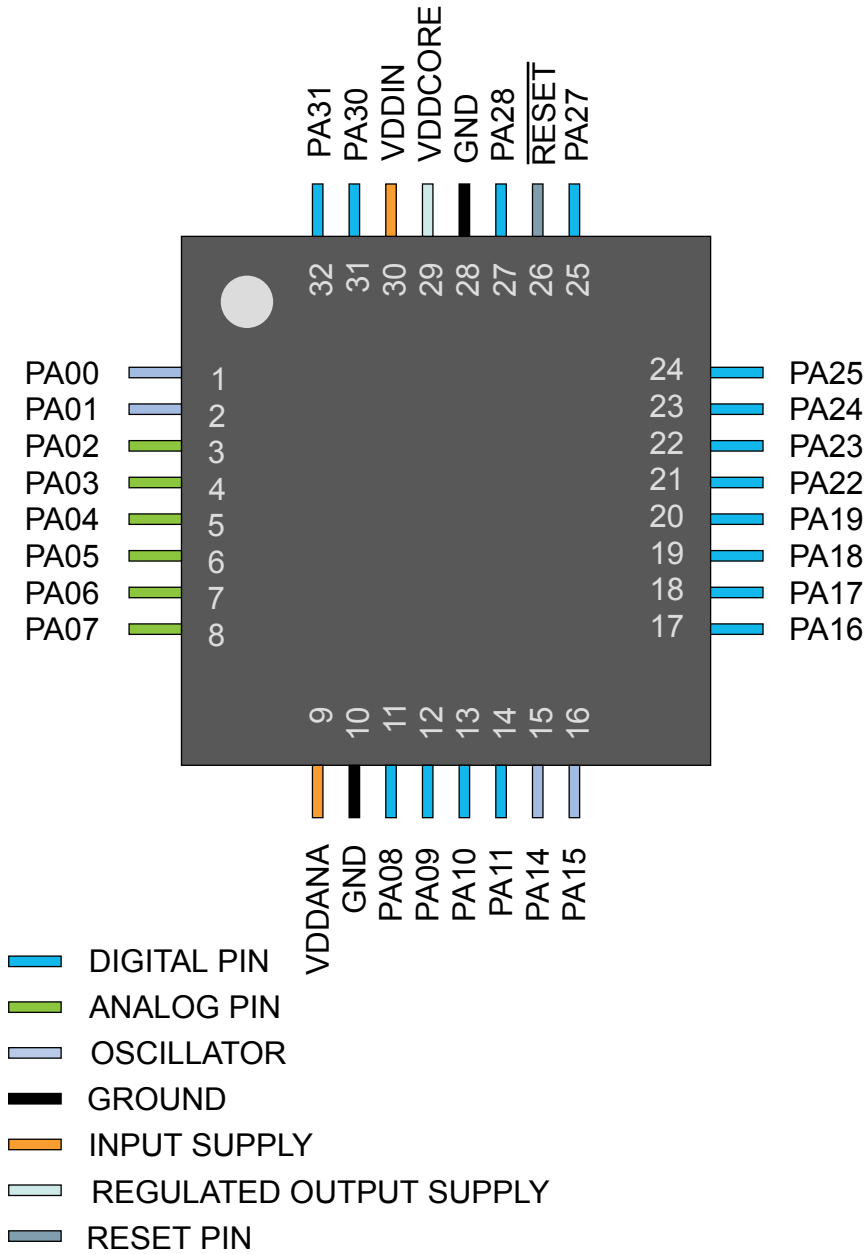 PA31
PA30
VDDIN
VDDCORE
GND
PA28
RESET
PA27
32
31
30
29
28
27
26
25
PA00 1
PA01 2
PA02 3
PA03 4
PA04 5
PA05 6
PA06 7
PA07 8
24 PA25
23 PA24
22 PA23
21 PA22
20 PA19
19 PA18
18 PA17
17 PA16
9
10
11
12
13
14
15
16
VDDANA
GND
PA08
PA09
PA10
PA11
PA14
PA15
DIGITAL PIN
ANALOG PIN
OSCILLATOR
GROUND
INPUT SUPPLY
REGULATED OUTPUT SUPPLY
RESET PIN